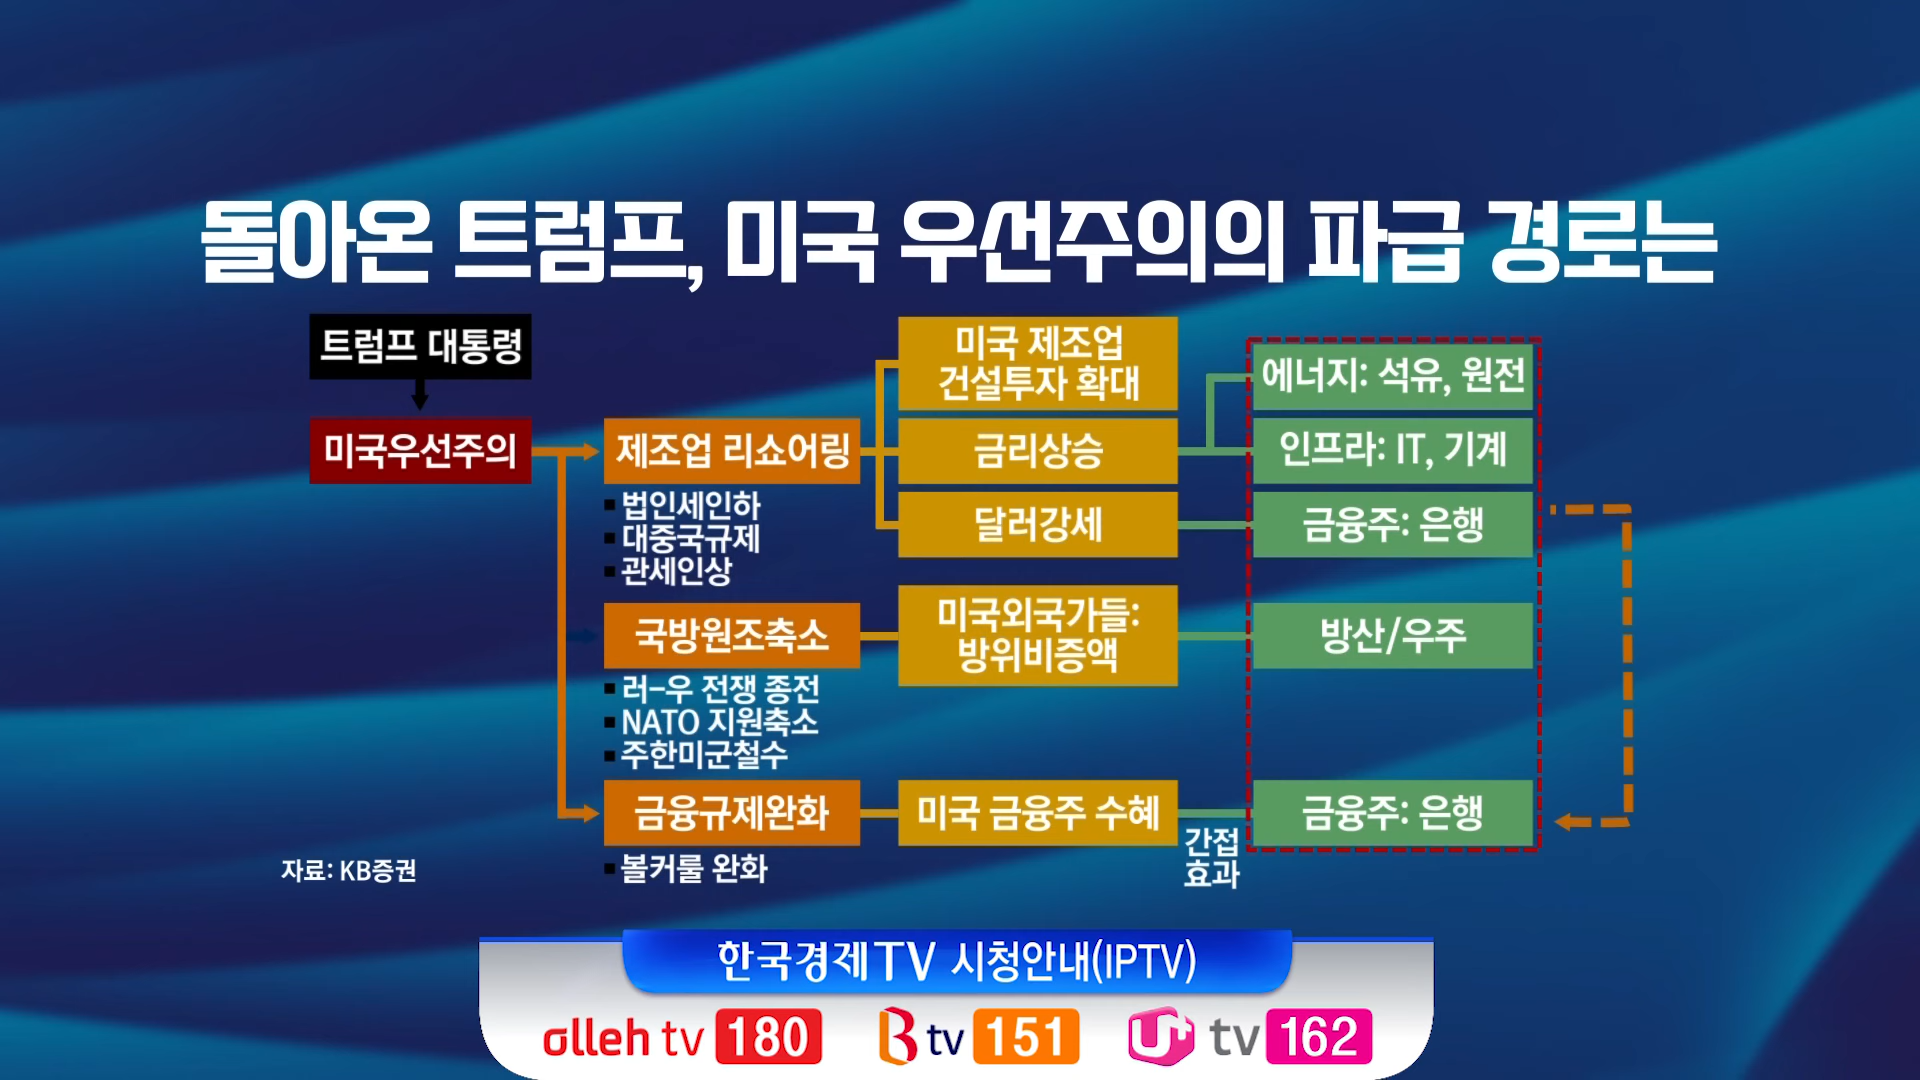 돌아온 트럼프, 미국 우선주의의 파급 경로는
트럼프 대통령
미국우선주의
제조업 리쇼어링
▪ 법인세인하
▪ 대중국규제
▪ 관세인상
미국 제조업
건설투자 확대
금리상승
달러강세
에너지: 석유, 원전
인프라: IT, 기계
금융주: 은행
국방원조축소
▪ 러-우 전쟁 종전
▪ NATO 지원축소
▪ 주한미군철수
미국외국가들:
방위비증액
방산/우주
금융규제완화
▪ 볼커룰 완화
미국 금융주 수혜
간접
효과
금융주: 은행
자료: KB증권
한국경제TV 시청안내(IPTV)
olleh tv 180
B tv 151
U+ tv 162